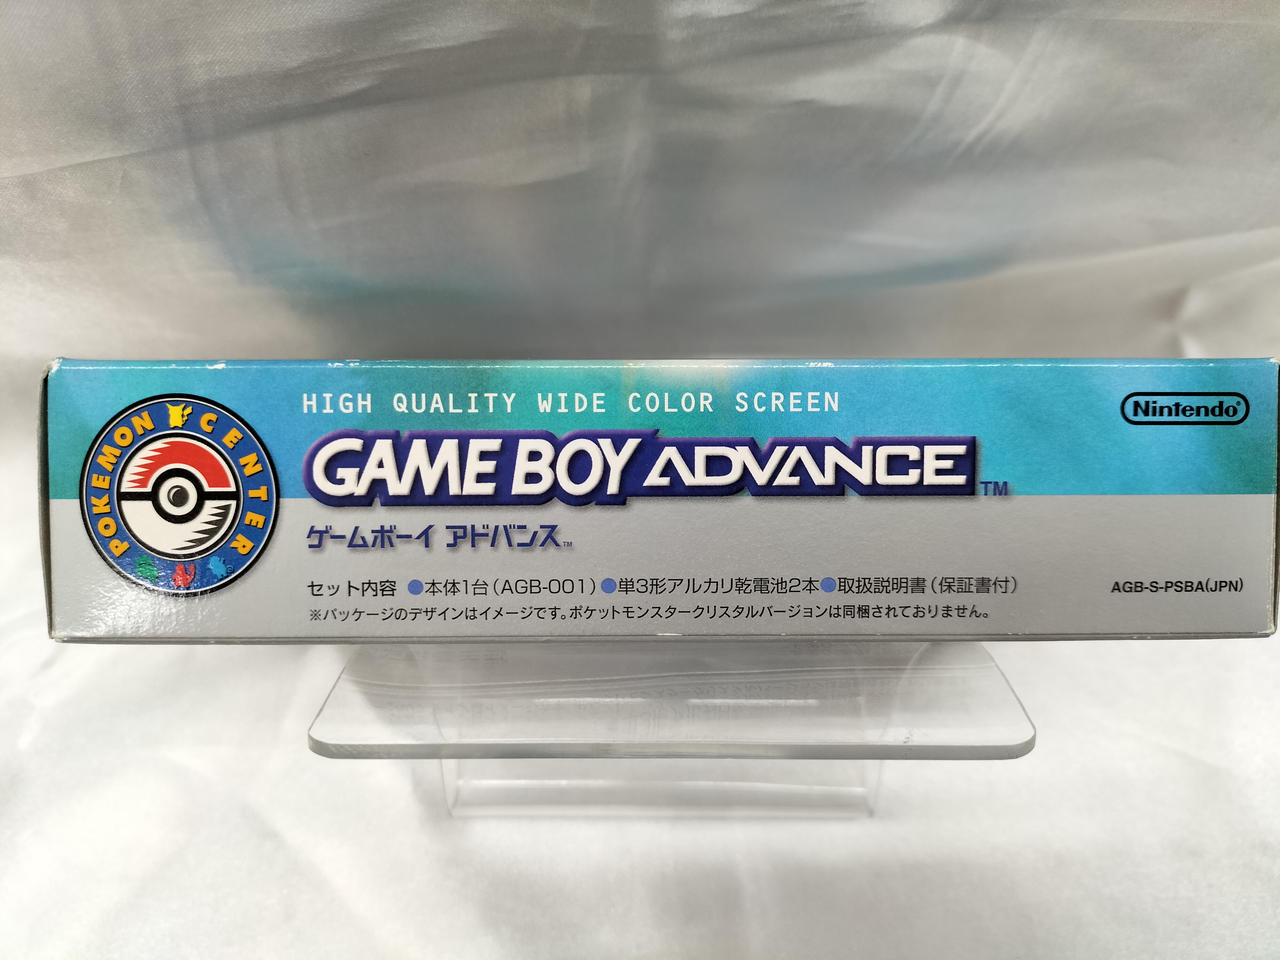 POKEMON CENTER
HIGH QUALITY WIDE COLOR SCREEN
Nintendo®
GAME BOY ADVANCE™
ゲームボーイ アドバンス™
セット内容 ●本体1台(AGB-001) ●単3形アルカリ乾電池2本 ●取扱説明書(保証書付)
AGB-S-PSBA(JPN)
※パッケージのデザインはイメージです。ポケットモンスタークリスタルバージョンは同梱されておりません。